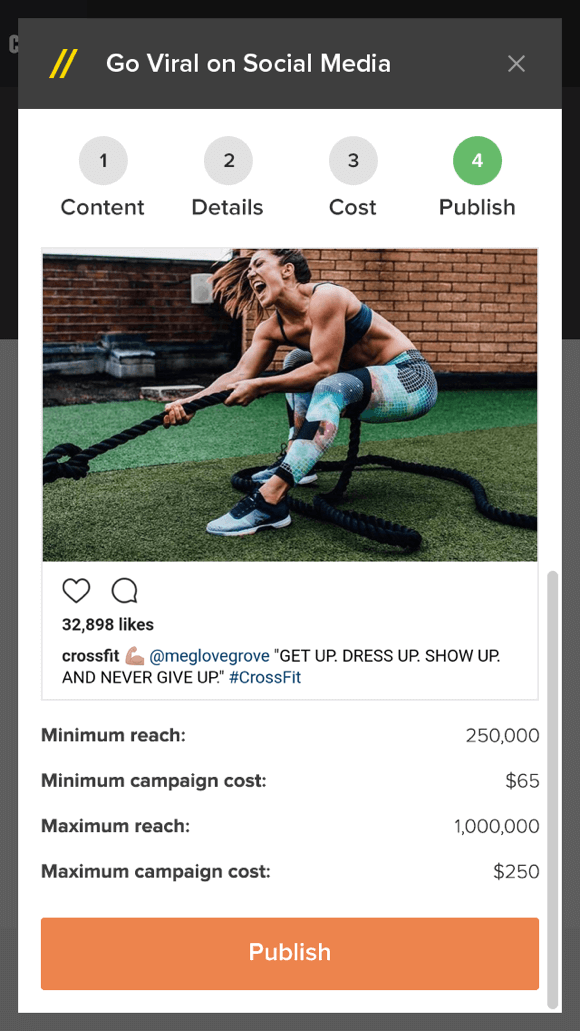 Go Viral on Social Media
1
2
3
4
Content
Details
Cost
Publish
32,898 likes
crossfit 💪🏼 @meglovegrove "GET UP. DRESS UP. SHOW UP.
AND NEVER GIVE UP." #CrossFit
Minimum reach: 250,000
Minimum campaign cost: $65
Maximum reach: 1,000,000
Maximum campaign cost: $250
Publish